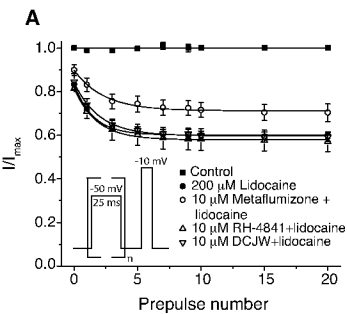 A
I/Imax
1.0
0.8
0.6
0.4
0.2
0.0
-10 mV
-50 mV
25 ms
n
Control
200 µM Lidocaine
10 µM Metaflumizone +
lidocaine
10 µM RH-4841+lidocaine
10 µM DCJW+lidocaine
0 5 10 15 20
Prepulse number